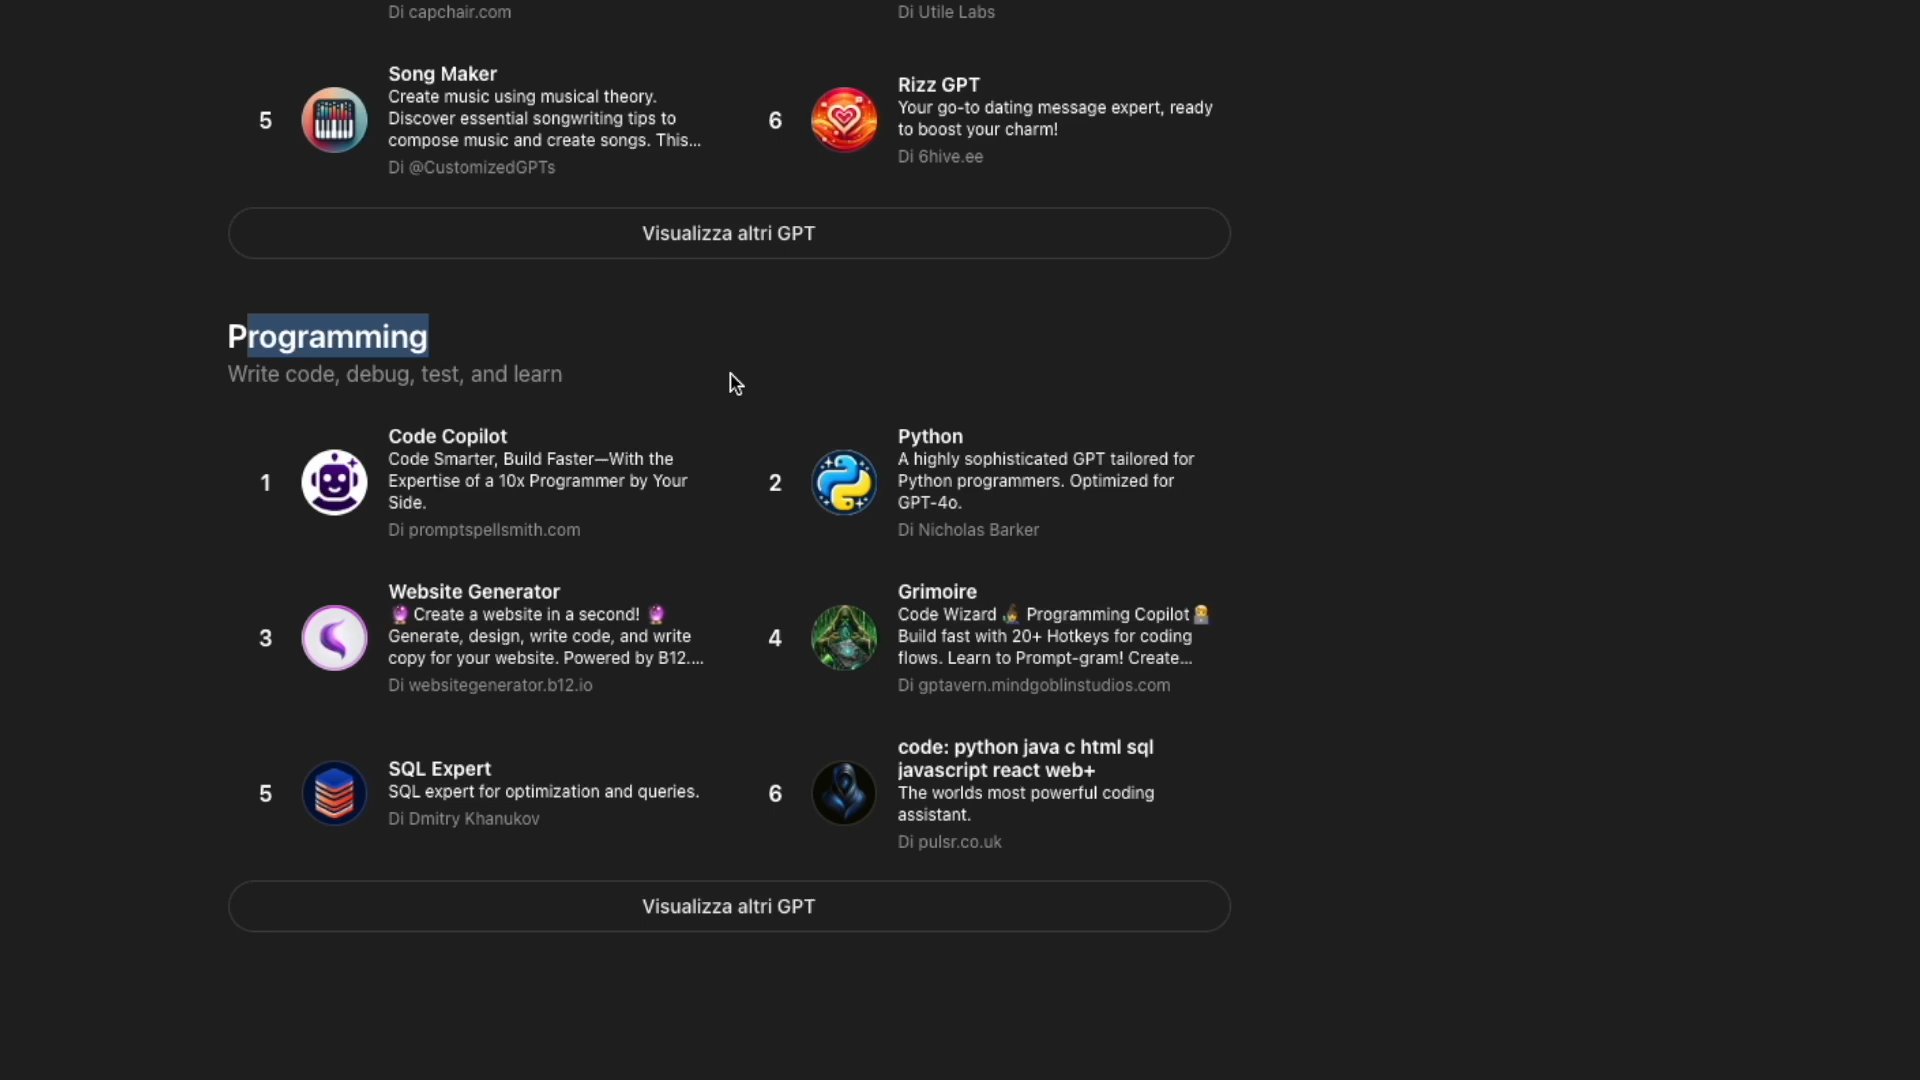 Di capchair.com
Di Utile Labs
5
Song Maker
Create music using musical theory.
Discover essential songwriting tips to
compose music and create songs. This...
Di @CustomizedGPTs
6
Rizz GPT
Your go-to dating message expert, ready
to boost your charm!
Di 6hive.ee
Visualizza altri GPT
Programming
Write code, debug, test, and learn
1
Code Copilot
Code Smarter, Build Faster—With the
Expertise of a 10x Programmer by Your
Side.
Di promptspellsmith.com
2
Python
A highly sophisticated GPT tailored for
Python programmers. Optimized for
GPT-4o.
Di Nicholas Barker
3
Website Generator
🔮 Create a website in a second! 🔮
Generate, design, write code, and write
copy for your website. Powered by B12....
Di websitegenerator.b12.io
4
Grimoire
Code Wizard 🧙‍♂️ Programming Copilot👨‍💻
Build fast with 20+ Hotkeys for coding
flows. Learn to Prompt-gram! Create...
Di gptavern.mindgoblinstudios.com
5
SQL Expert
SQL expert for optimization and queries.
Di Dmitry Khanukov
6
code: python java c html sql
javascript react web+
The worlds most powerful coding
assistant.
Di pulsr.co.uk
Visualizza altri GPT